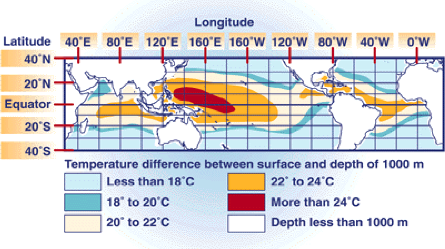 Longitude
Latitude 40°E 80°E 120°E 160°E 160°W 120°W 80°W 40°W 0°W
40°N
20°N
Equator
20°S
40°S
Temperature difference between surface and depth of 1000 m
Less than 18°C 22° to 24°C
18° to 20°C More than 24°C
20° to 22°C Depth less than 1000 m